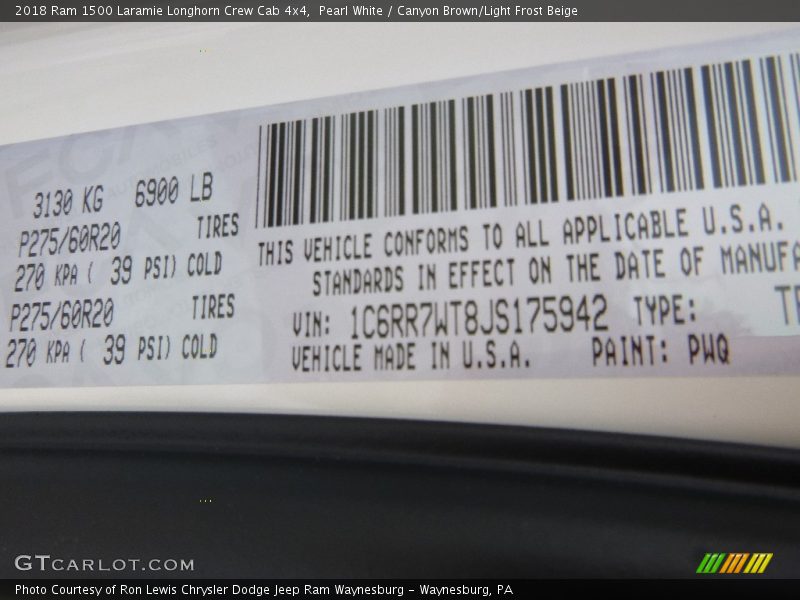 2018 Ram 1500 Laramie Longhorn Crew Cab 4x4, Pearl White / Canyon Brown/Light Frost Beige
3130 KG 6900 LB
P275/60R20 TIRES
270 KPA ( 39 PSI) COLD
P275/60R20 TIRES
270 KPA ( 39 PSI) COLD
THIS VEHICLE CONFORMS TO ALL APPLICABLE U.S.A.
STANDARDS IN EFFECT ON THE DATE OF MANUFA
VIN: 1C6RR7WT8JS175942 TYPE:
VEHICLE MADE IN U.S.A. PAINT: PWQ
GTCARLOT.COM
Photo Courtesy of Ron Lewis Chrysler Dodge Jeep Ram Waynesburg - Waynesburg, PA